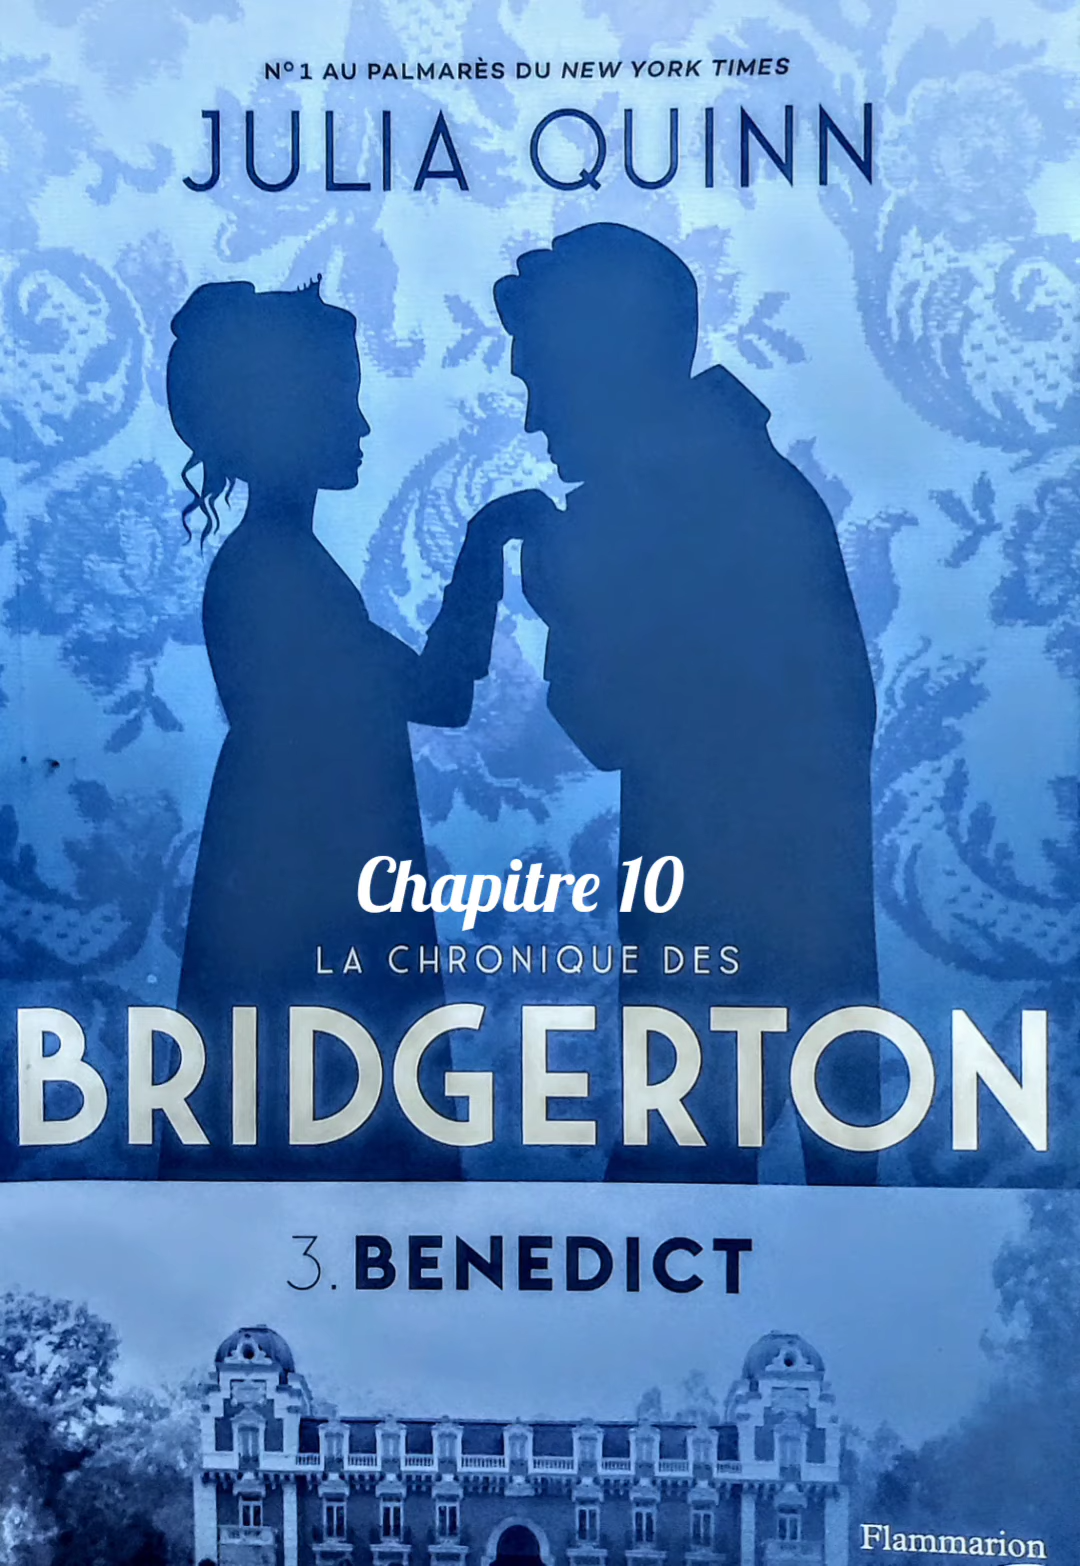 N°1 AU PALMARÈS DU NEW YORK TIMES
JULIA QUINN
Chapitre 10
LA CHRONIQUE DES
BRIDGERTON
3. BENEDICT
Flammarion